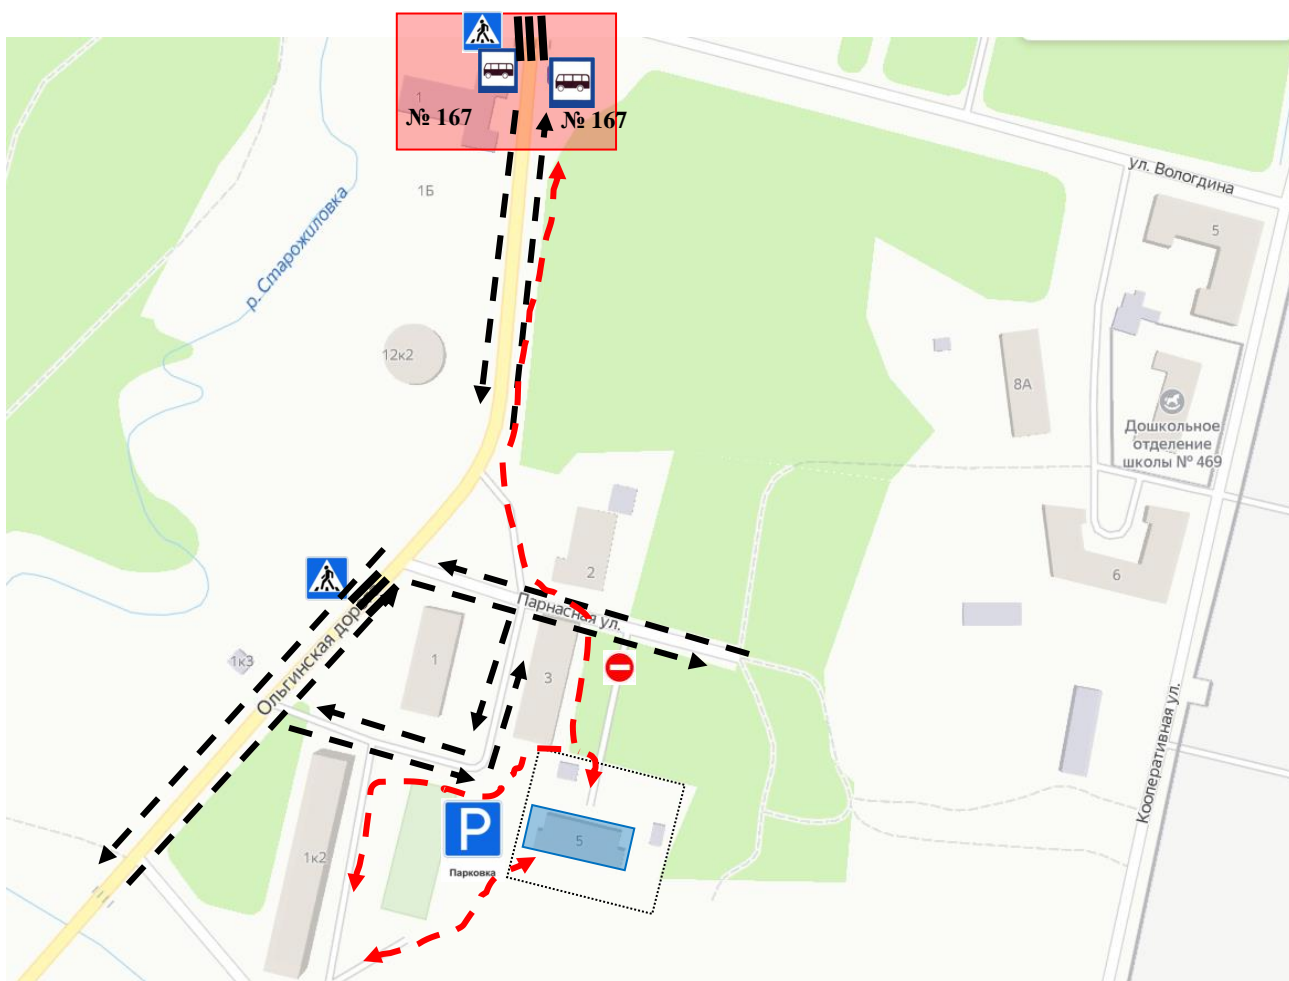 1
№ 167
№ 167
1Б
р. Старожиловка
ул. Вологдина
5
12к2
8А
Дошкольное
отделение
школы № 469
2
6
Парнасная ул.
Ольгинская дор
1к3
1
3
Кооперативная ул.
P
Парковка
5
1к2